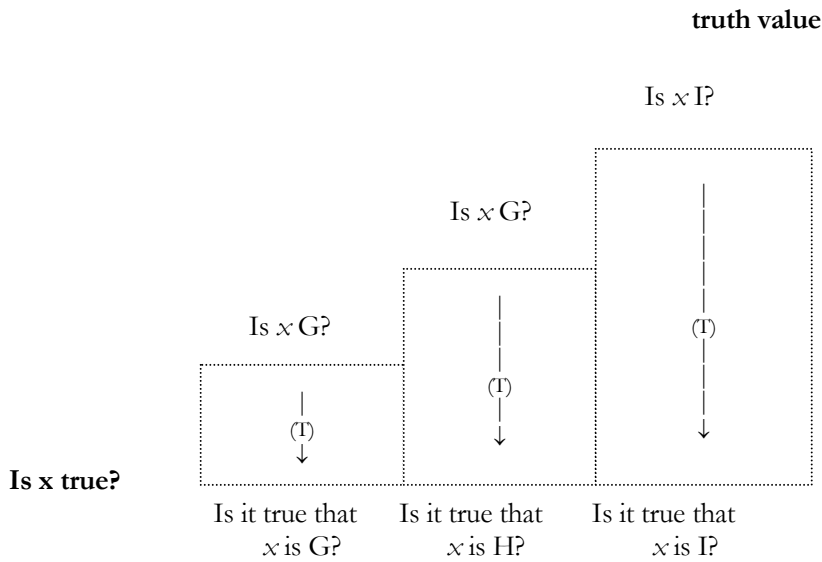 truth value
Is x I?
Is x G?
Is x G?
(T)
(T)
(T)
Is x true?
Is it true that Is it true that Is it true that
x is G? x is H? x is I?